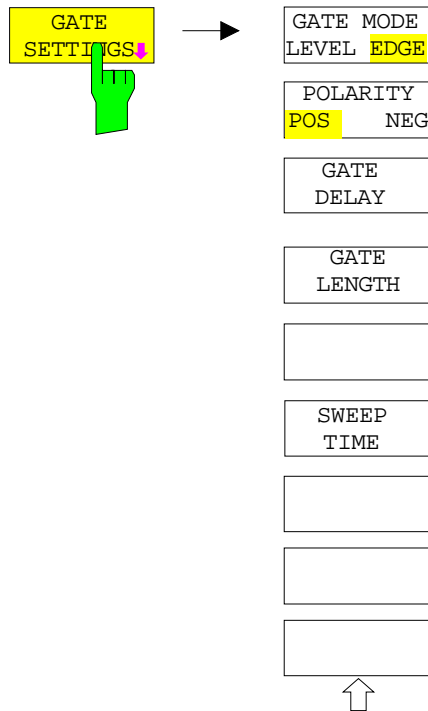 GATE
SETTINGS
GATE MODE
LEVEL EDGE
POLARITY
POS NEG
GATE
DELAY
GATE
LENGTH
SWEEP
TIME